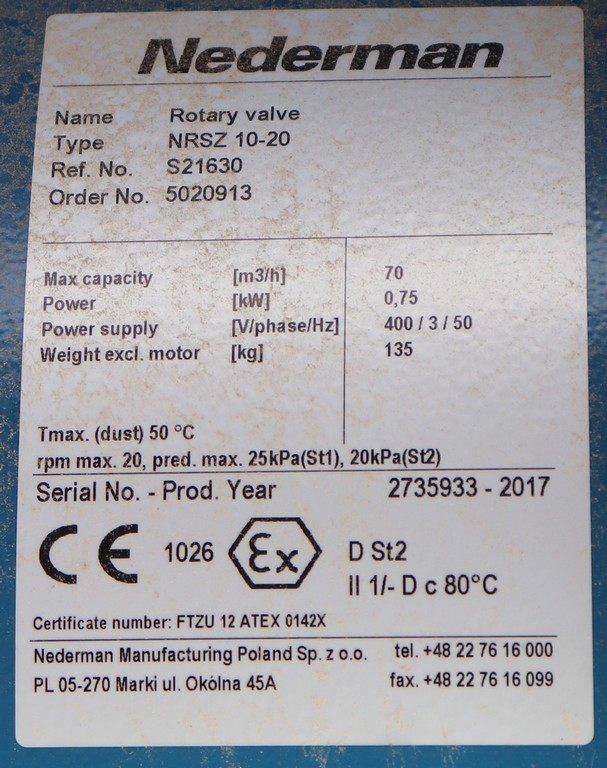 Nederman
Name Rotary valve
Type NRSZ 10-20
Ref. No. S21630
Order No. 5020913
Max capacity [m3/h] 70
Power [kW] 0,75
Power supply [V/phase/Hz] 400 / 3 / 50
Weight excl. motor [kg] 135
Tmax. (dust) 50 °C
rpm max. 20, pred. max. 25kPa(St1), 20kPa(St2)
Serial No. - Prod. Year 2735933 - 2017
CE 1026 Ex D St2
II 1/- D c 80°C
Certificate number: FTZU 12 ATEX 0142X
Nederman Manufacturing Poland Sp. z o.o. tel. +48 22 76 16 000
PL 05-270 Marki ul. Okólna 45A fax. +48 22 76 16 099